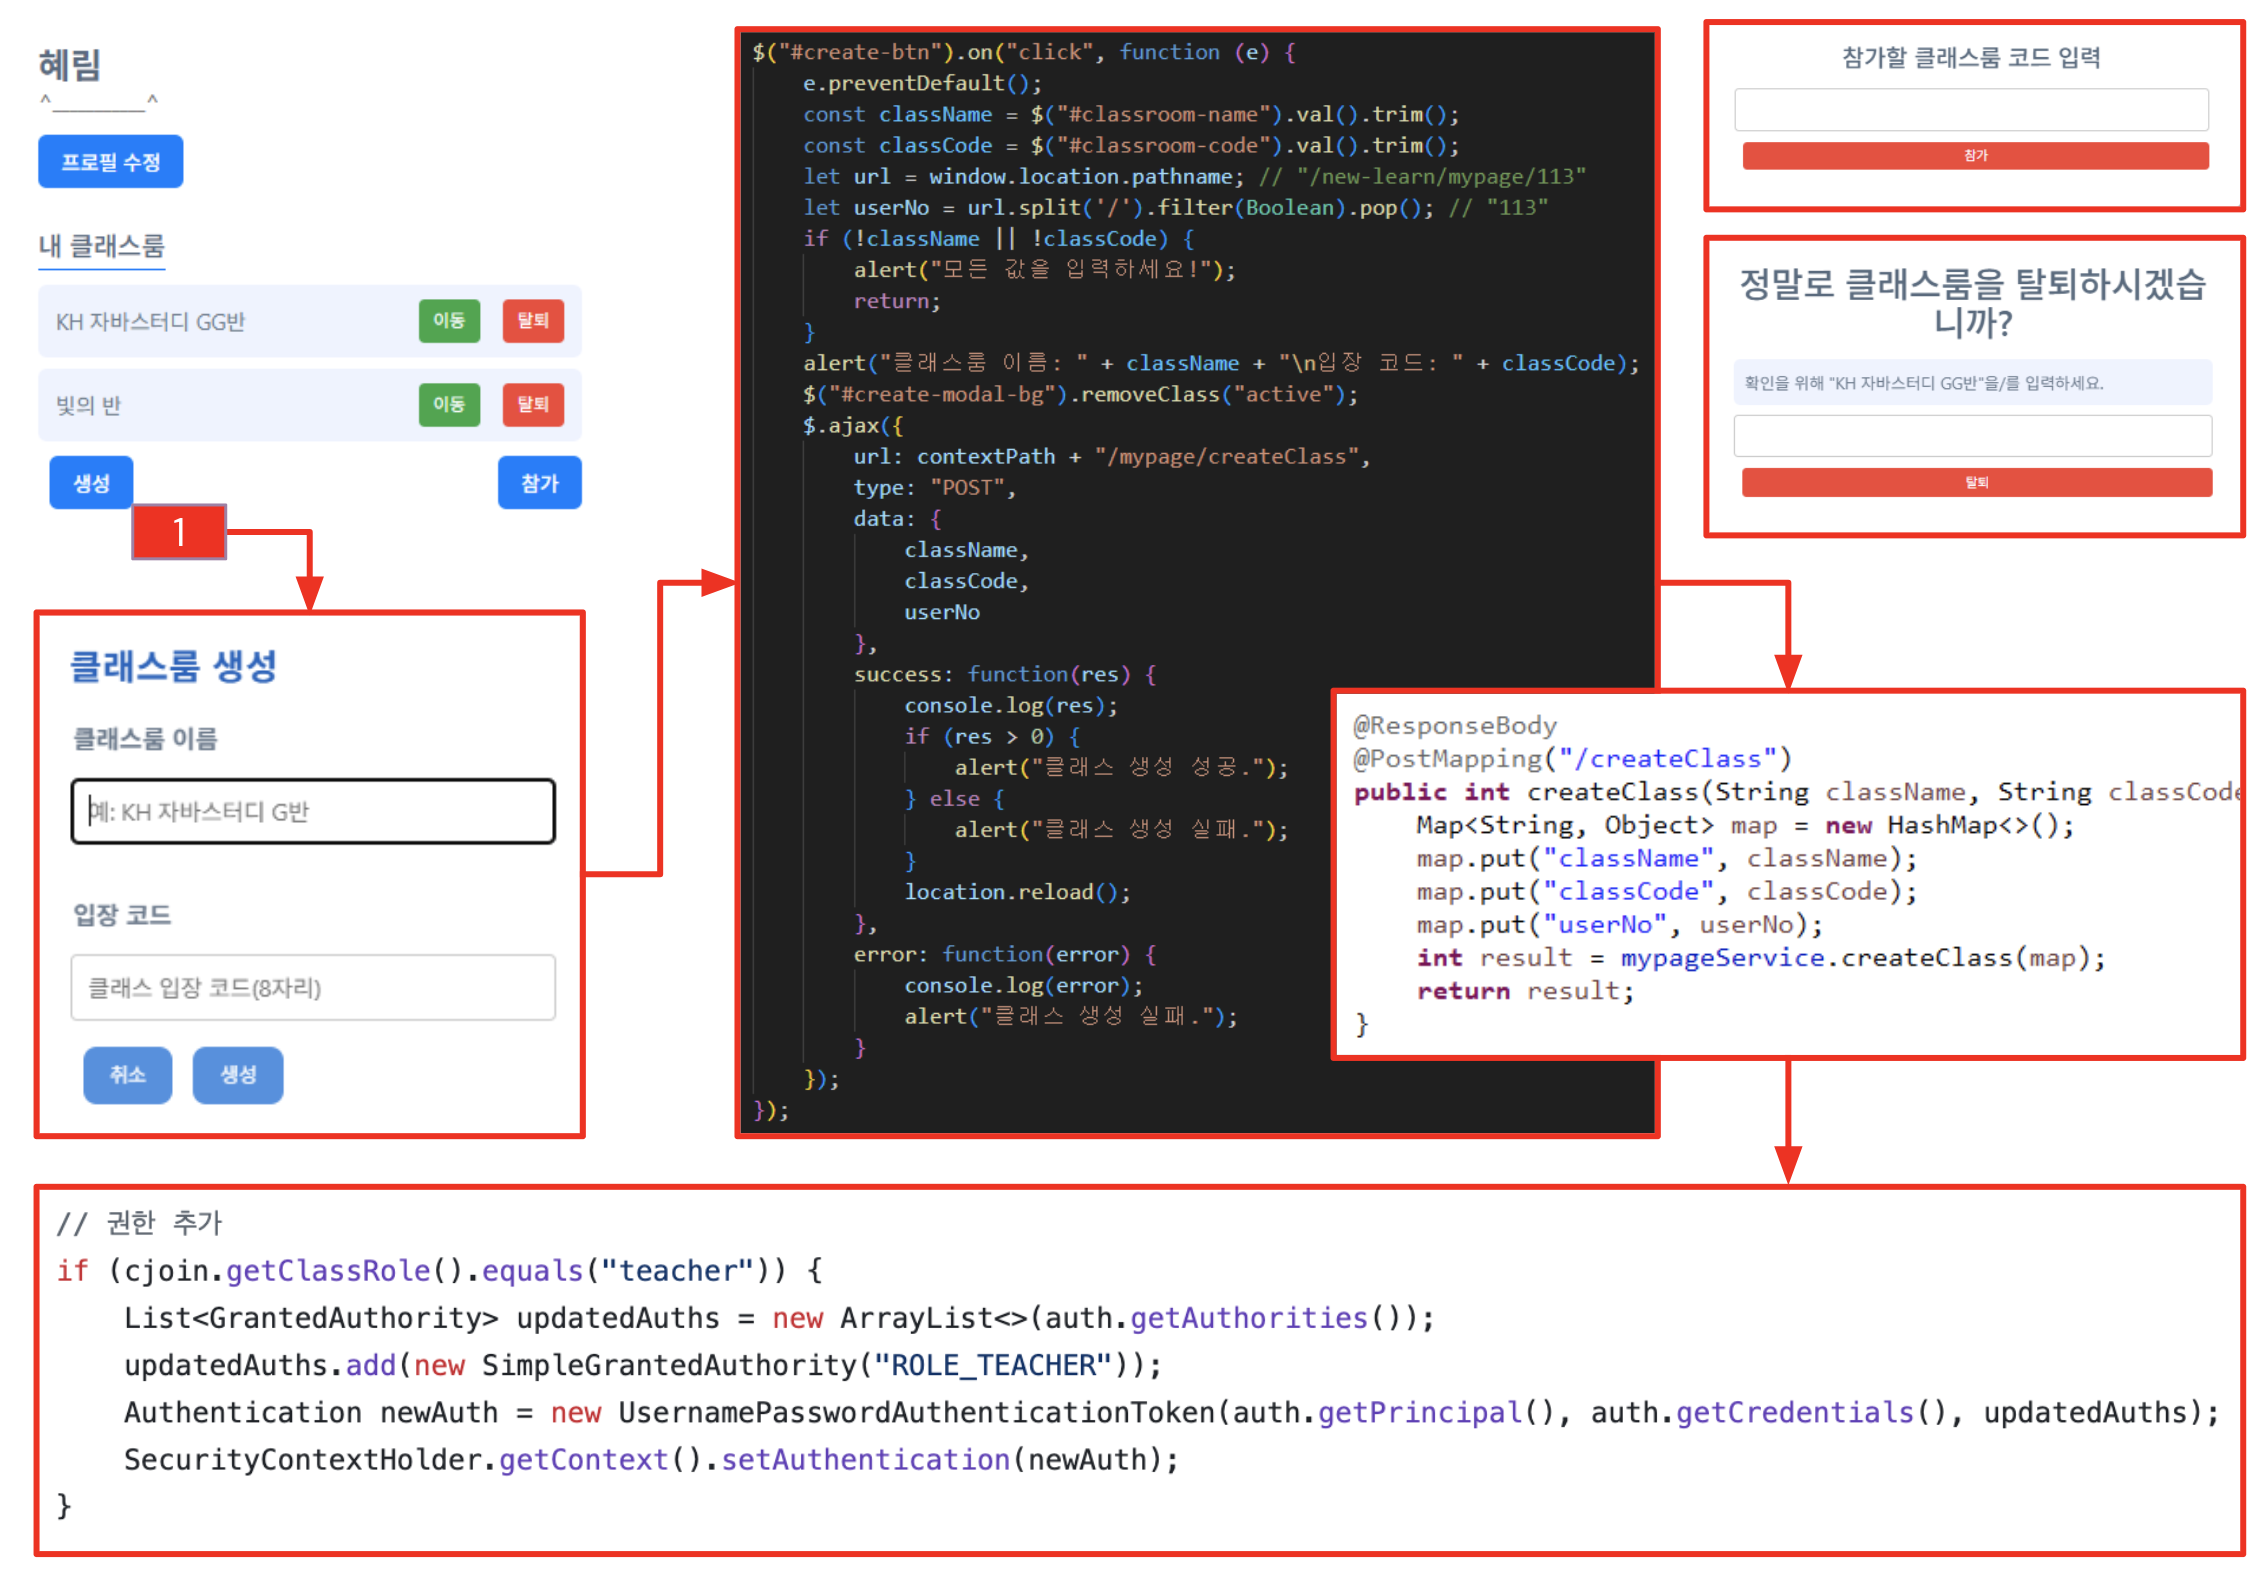 혜림
^________^
프로필 수정
내 클래스룸
KH 자바스터디 GG반
이동
탈퇴
빛의 반
이동
탈퇴
생성
참가
1
클래스룸 생성
클래스룸 이름
예: KH 자바스터디 G반
입장 코드
클래스 입장 코드(8자리)
취소
생성
$("#create-btn").on("click", function (e) {
    e.preventDefault();
    const className = $("#classroom-name").val().trim();
    const classCode = $("#classroom-code").val().trim();
    let url = window.location.pathname; // "/new-learn/mypage/113"
    let userNo = url.split('/').filter(Boolean).pop(); // "113"
    if (!className || !classCode) {
        alert("모든 값을 입력하세요!");
        return;
    }
    alert("클래스룸 이름: " + className + "\n입장 코드: " + classCode);
    $("#create-modal-bg").removeClass("active");
    $.ajax({
        url: contextPath + "/mypage/createClass",
        type: "POST",
        data: {
            className,
            classCode,
            userNo
        },
        success: function(res) {
            console.log(res);
            if (res > 0) {
                alert("클래스 생성 성공.");
            } else {
                alert("클래스 생성 실패.");
            }
            location.reload();
        },
        error: function(error) {
            console.log(error);
            alert("클래스 생성 실패.");
        }
    });
});
참가할 클래스룸 코드 입력
참가
정말로 클래스룸을 탈퇴하시겠습
니까?
확인을 위해 "KH 자바스터디 GG반"을/를 입력하세요.
탈퇴
@ResponseBody
@PostMapping("/createClass")
public int createClass(String className, String classCode
    Map<String, Object> map = new HashMap<>();
    map.put("className", className);
    map.put("classCode", classCode);
    map.put("userNo", userNo);
    int result = mypageService.createClass(map);
    return result;
}
// 권한 추가
if (cjoin.getClassRole().equals("teacher")) {
    List<GrantedAuthority> updatedAuths = new ArrayList<>(auth.getAuthorities());
    updatedAuths.add(new SimpleGrantedAuthority("ROLE_TEACHER"));
    Authentication newAuth = new UsernamePasswordAuthenticationToken(auth.getPrincipal(), auth.getCredentials(), updatedAuths);
    SecurityContextHolder.getContext().setAuthentication(newAuth);
}